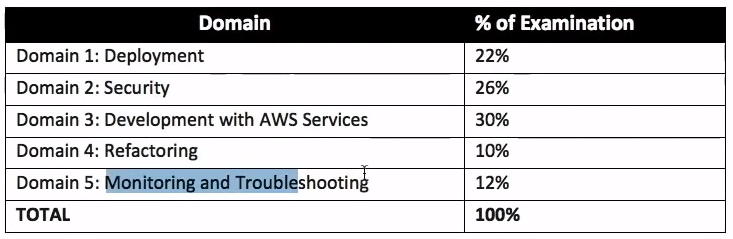 Domain % of Examination
Domain 1: Deployment 22%
Domain 2: Security 26%
Domain 3: Development with AWS Services 30%
Domain 4: Refactoring 10%
Domain 5: Monitoring and Troubleshooting 12%
TOTAL 100%